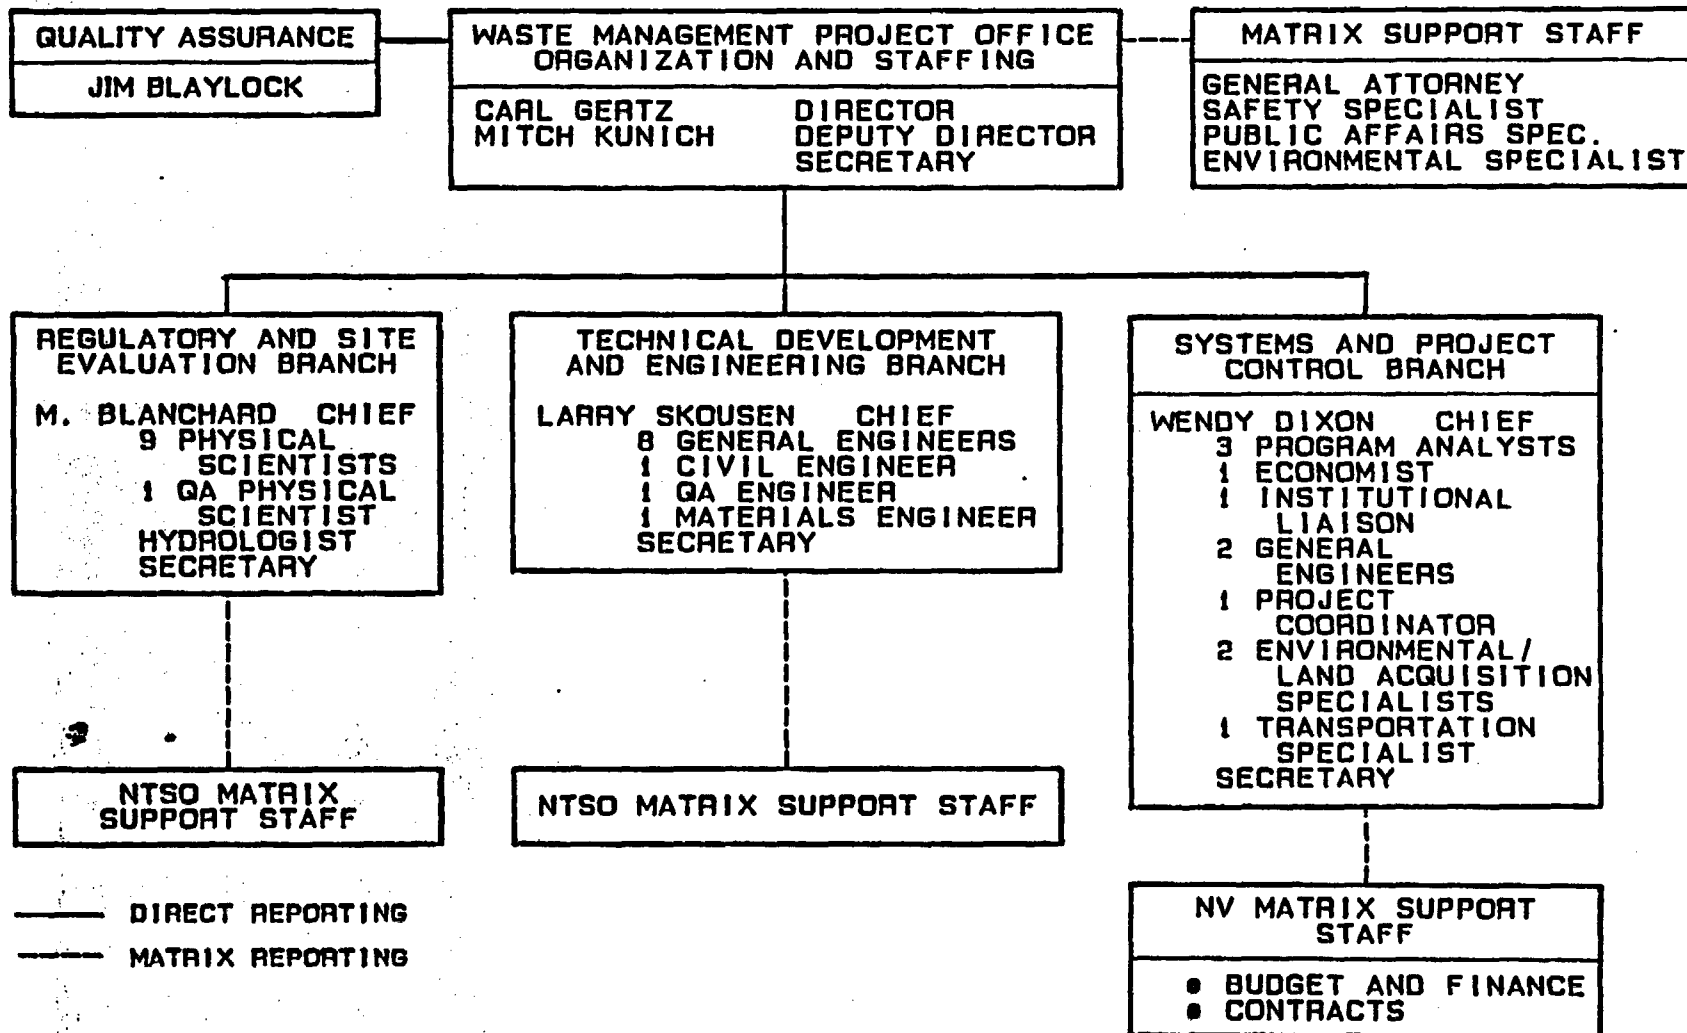 QUALITY ASSURANCE
JIM BLAYLOCK
WASTE MANAGEMENT PROJECT OFFICE
ORGANIZATION AND STAFFING
CARL GERTZ DIRECTOR
MITCH KUNICH DEPUTY DIRECTOR
SECRETARY
MATRIX SUPPORT STAFF
GENERAL ATTORNEY
SAFETY SPECIALIST
PUBLIC AFFAIRS SPEC.
ENVIRONMENTAL SPECIALIST
REGULATORY AND SITE
EVALUATION BRANCH
M. BLANCHARD CHIEF
9 PHYSICAL
SCIENTISTS
1 QA PHYSICAL
SCIENTIST
HYDROLOGIST
SECRETARY
TECHNICAL DEVELOPMENT
AND ENGINEERING BRANCH
LARRY SKOUSEN CHIEF
8 GENERAL ENGINEERS
1 CIVIL ENGINEER
1 QA ENGINEER
1 MATERIALS ENGINEER
SECRETARY
SYSTEMS AND PROJECT
CONTROL BRANCH
WENDY DIXON CHIEF
3 PROGRAM ANALYSTS
1 ECONOMIST
1 INSTITUTIONAL
LIAISON
2 GENERAL
ENGINEERS
1 PROJECT
COORDINATOR
2 ENVIRONMENTAL/
LAND ACQUISITION
SPECIALISTS
1 TRANSPORTATION
SPECIALIST
SECRETARY
NTSO MATRIX
SUPPORT STAFF
NTSO MATRIX SUPPORT STAFF
NV MATRIX SUPPORT
STAFF
• BUDGET AND FINANCE
• CONTRACTS
DIRECT REPORTING
MATRIX REPORTING